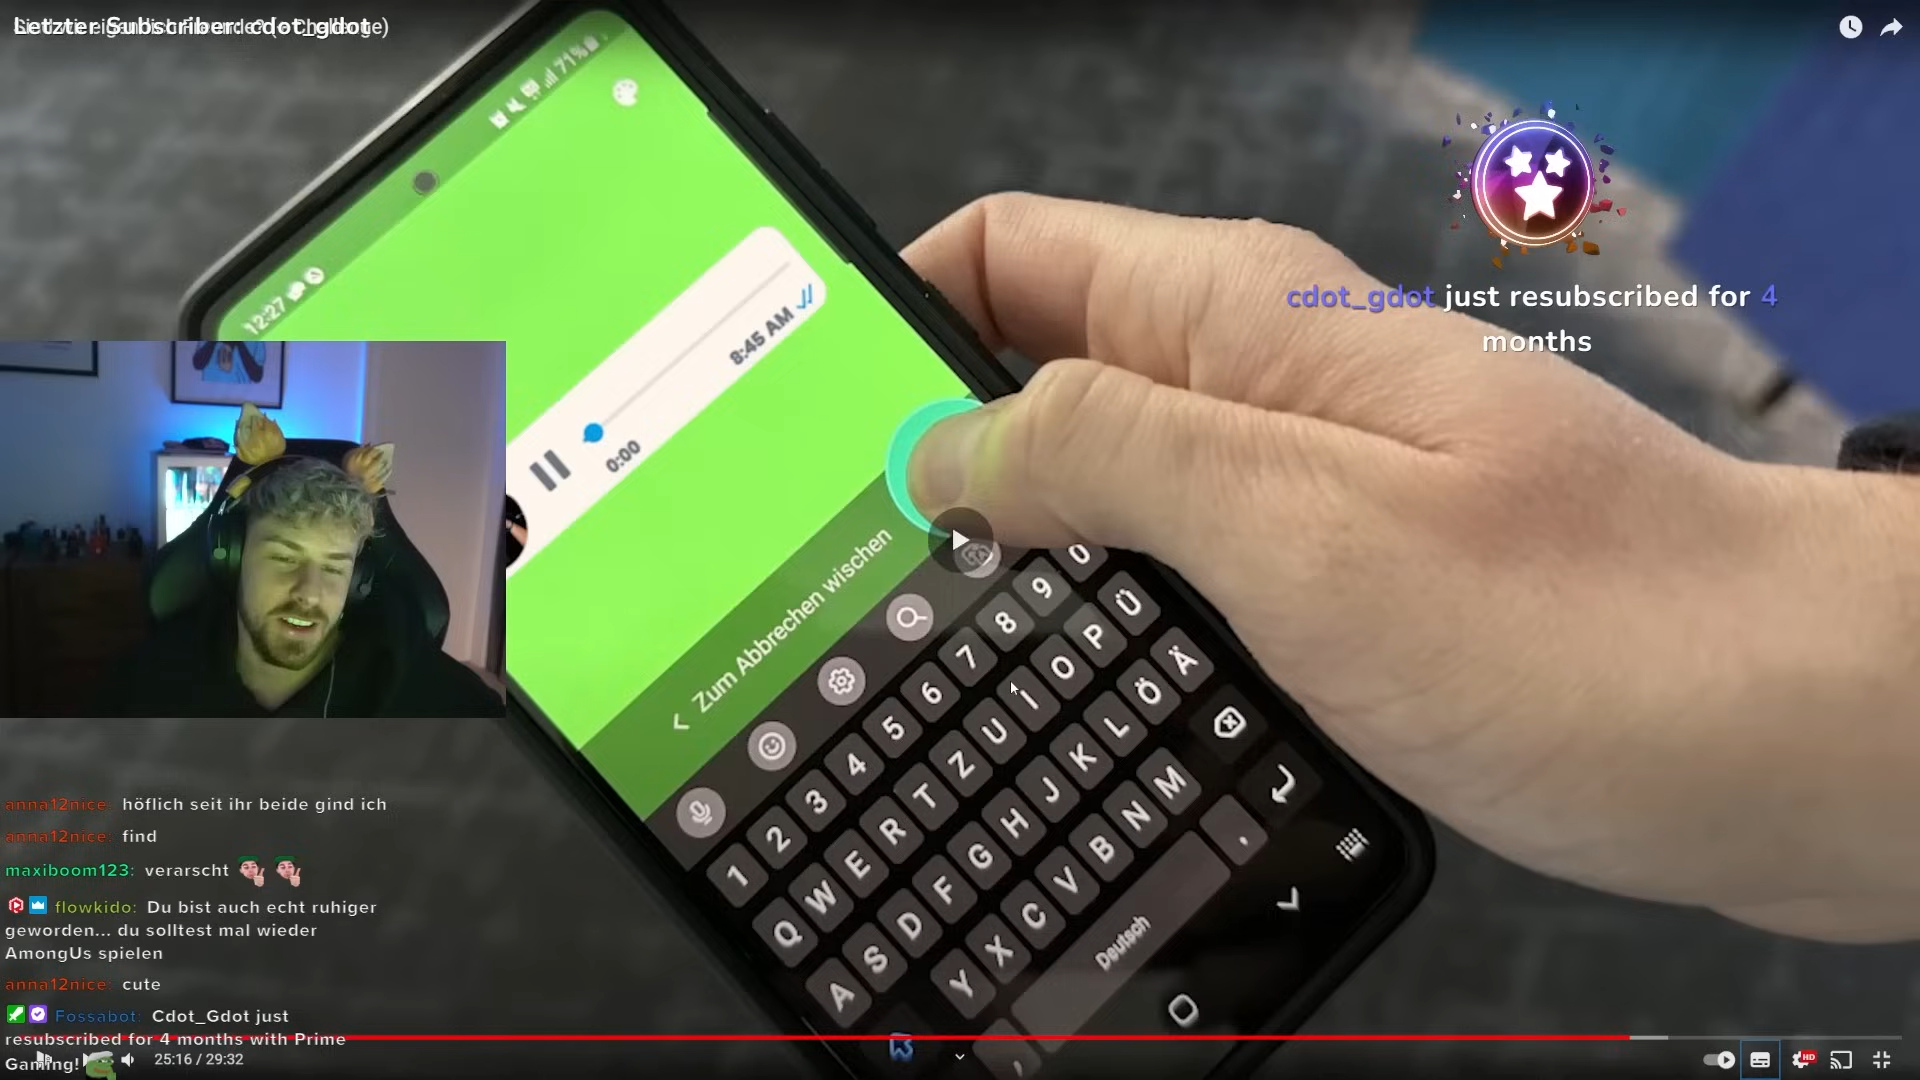 Letzter Subscriber: cdot_gdot
Challenge)
71%
12:27
8:45 AM
0:00
cdot_gdot just resubscribed for 4
months
Zum Abbrechen wischen
1 2 3 4 5 6 7 8 9 0
Q W E R T Z U I O P Ü
A S D F G H J K L Ö Ä
Y X C V B N M
, Deutsch .
anna12nice: höflich seit ihr beide gind ich
anna12nice: find
maxiboom123: verarscht
flowkido: Du bist auch echt ruhiger
geworden... du solltest mal wieder
AmongUs spielen
anna12nice: cute
Fossabot: Cdot_Gdot just
resubscribed for 4 months with Prime
Gaming!
25:16 / 29:32
HD